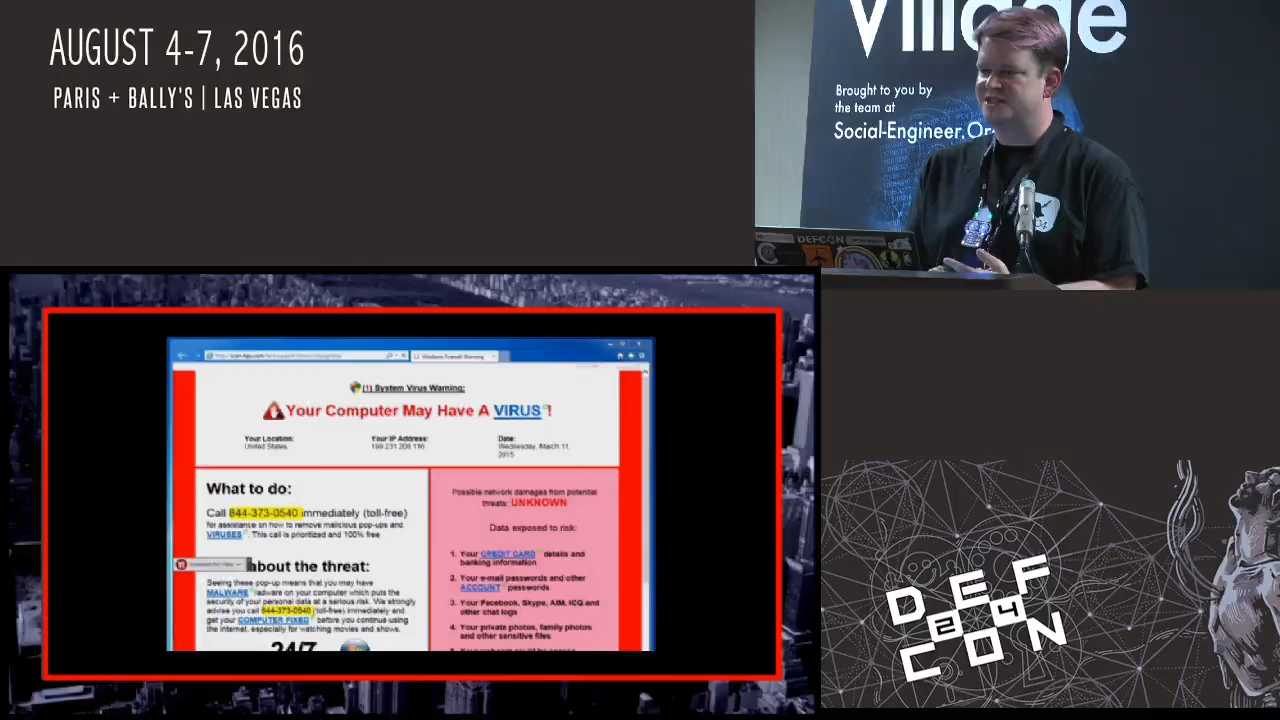 AUGUST 4-7, 2016
PARIS + BALLY'S | LAS VEGAS
Village
Brought to you by
the team at
Social-Engineer.Or
DEFCON
Windows Firewall Warning
(1) System Virus Warning:
Your Computer May Have A VIRUS!
Your Location:
United States
Your IP Address:
Date:
Wednesday, March 11,
2015
What to do:
Call 844-373-0540 immediately (toll-free)
for assistance on how to remove malicious pop-ups and
VIRUSES. This call is prioritized and 100% free
about the threat:
Seeing these pop-up means that you may have
MALWARE /adware on your computer which puts the
security of your personal data at a serious risk. We strongly
advise you call 844-373-0540 (toll-free) immediately and
get your COMPUTER FIXED before you continue using
the internet, especially for watching movies and shows.
24/7
Possible network damages from potential
threats: UNKNOWN
Data exposed to risk:
1. Your CREDIT CARD details and
banking information
2. Your e-mail passwords and other
ACCOUNT passwords
3. Your Facebook, Skype, AIM, ICQ and
other chat logs
4. Your private photos, family photos
and other sensitive files
DEF
24
CON